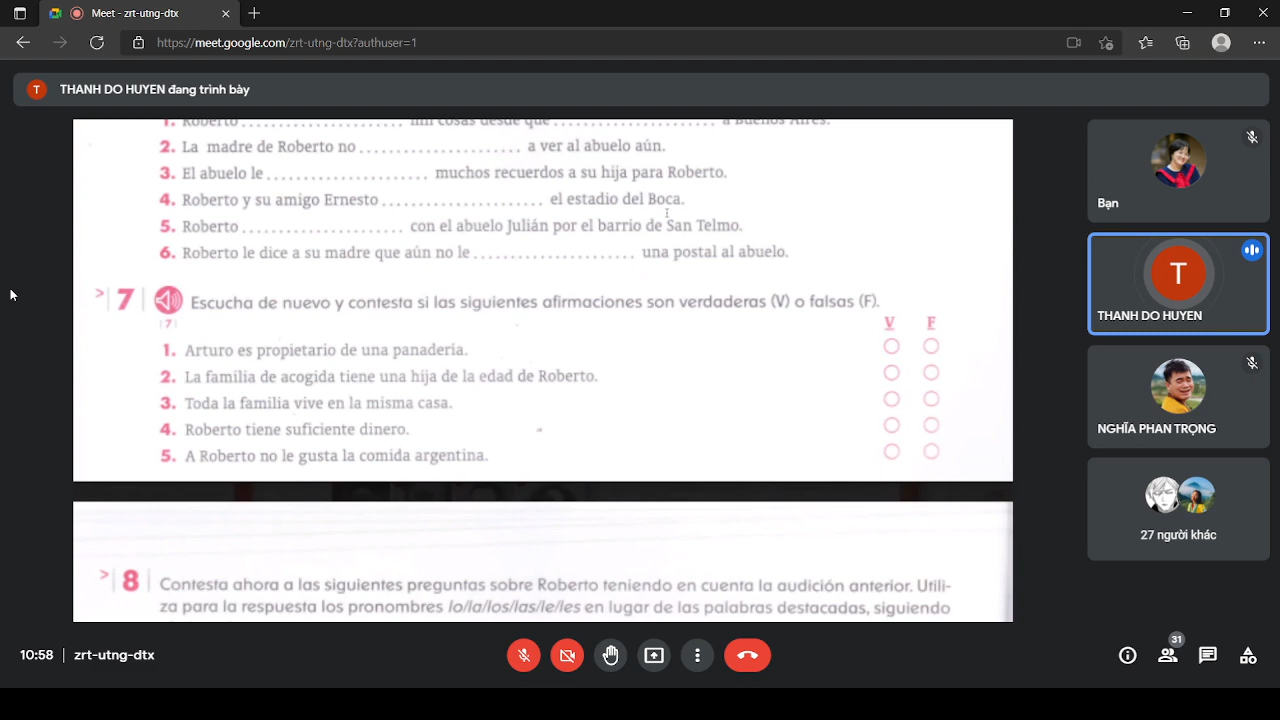 Meet - zrt-utng-dtx
https://meet.google.com/zrt-utng-dtx?authuser=1
T THANH DO HUYEN đang trình bày
1. Roberto .................... mil cosas desde que .................... a Buenos Aires.
2. La madre de Roberto no .................... a ver al abuelo aún.
3. El abuelo le .................... muchos recuerdos a su hija para Roberto.
4. Roberto y su amigo Ernesto .................... el estadio del Boca.
5. Roberto .................... con el abuelo Julián por el barrio de San Telmo.
6. Roberto le dice a su madre que aún no le .................... una postal al abuelo.
> 7 Escucha de nuevo y contesta si las siguientes afirmaciones son verdaderas (V) o falsas (F).
|7|
V F
1. Arturo es propietario de una panadería.
2. La familia de acogida tiene una hija de la edad de Roberto.
3. Toda la familia vive en la misma casa.
4. Roberto tiene suficiente dinero.
5. A Roberto no le gusta la comida argentina.
> 8 Contesta ahora a las siguientes preguntas sobre Roberto teniendo en cuenta la audición anterior. Utili-
za para la respuesta los pronombres lo/la/los/las/le/les en lugar de las palabras destacadas, siguiendo
Bạn
T
THANH DO HUYEN
NGHĨA PHAN TRỌNG
27 người khác
10:58 | zrt-utng-dtx
31